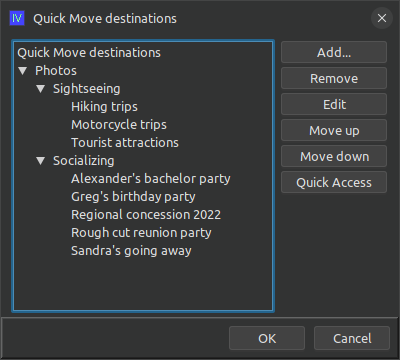 IV Quick Move destinations
Quick Move destinations
Photos
Sightseeing
Hiking trips
Motorcycle trips
Tourist attractions
Socializing
Alexander's bachelor party
Greg's birthday party
Regional concession 2022
Rough cut reunion party
Sandra's going away
Add...
Remove
Edit
Move up
Move down
Quick Access
OK
Cancel